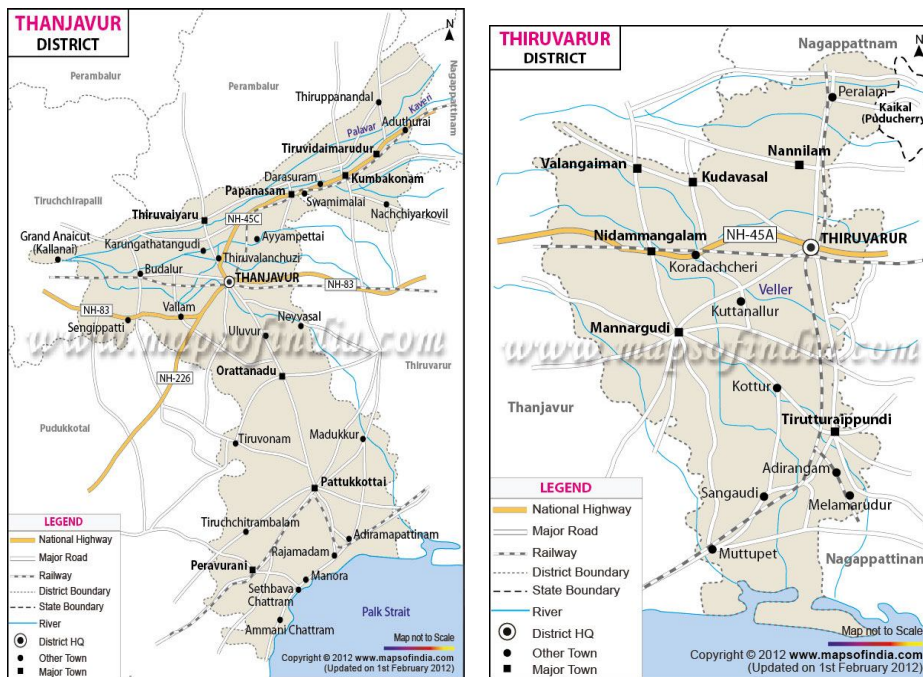 THANJAVUR
DISTRICT
N
Perambalur
Perambalur
Nagappattinam
Thiruppanandal
Kaveri
Palavar
Aduthurai
Tiruvidaimarudur
Darasuram
Kumbakonam
Papanasam
Swamimalai
Tiruchchirapalli
Thiruvaiyaru
Nachchiyarkovil
NH-45C
Grand Anaicut
(Kallanai)
Karungathatangudi
Ayyampettai
Thiruvalanchuzi
Budalur
THANJAVUR
NH-83
NH-83
Vallam
Neyvasal
Sengippatti
Uluvur
www.mapsofindia.com
Thiruvarur
Orattanadu
NH-226
Pudukkotai
Tiruvonam
Madukkur
Pattukkottai
Tiruchchitrambalam
Adiramapattinam
Rajamadam
Peravurani
Manora
Sethbava
Chattram
Palk Strait
Ammani Chattram
LEGEND
National Highway
Major Road
Railway
District Boundary
State Boundary
River
District HQ
Other Town
Major Town
Map not to Scale
Copyright © 2012 www.mapsofindia.com
(Updated on 1st February 2012)
THIRUVARUR
DISTRICT
N
Nagappattnam
Peralam
Kaikal
(Puducherry)
Nannilam
Valangaiman
Kudavasal
Nidammangalam
NH-45A
THIRUVARUR
Koradachcheri
Veller
Kuttanallur
Mannargudi
www.mapsofindia.com
Kottur
Thanjavur
Tirutturaippundi
Adirangam
Sangaudi
Melamarudur
Muttupet
Nagappattinam
LEGEND
National Highway
Major Road
Railway
District Boundary
State Boundary
River
District HQ
Other Town
Major Town
Map not to Scale
Copyright © 2012 www.mapsofindia.com
(Updated on 1st February 2012)